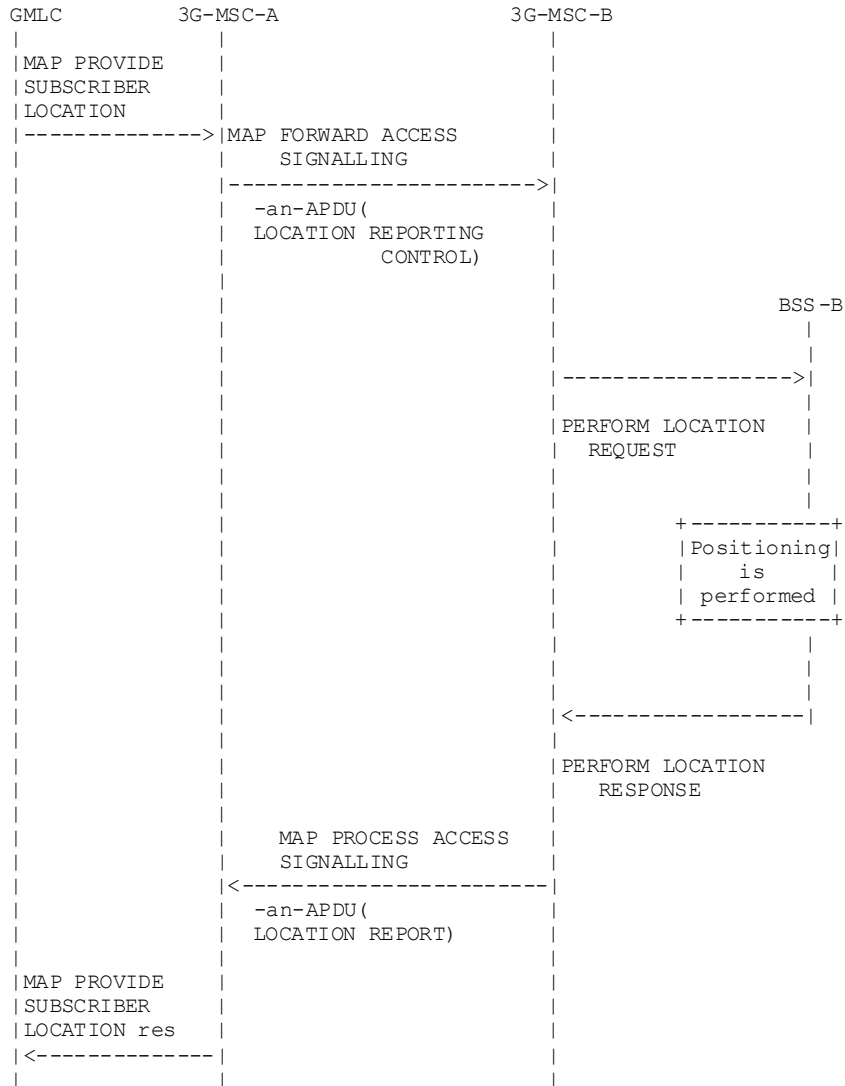 GMLC 3G-MSC-A 3G-MSC-B
MAP PROVIDE
SUBSCRIBER
LOCATION
MAP FORWARD ACCESS
SIGNALLING
-an-APDU(
LOCATION REPORTING
CONTROL)
BSS-B
PERFORM LOCATION
REQUEST
Positioning
is
performed
PERFORM LOCATION
RESPONSE
MAP PROCESS ACCESS
SIGNALLING
-an-APDU(
LOCATION REPORT)
MAP PROVIDE
SUBSCRIBER
LOCATION res